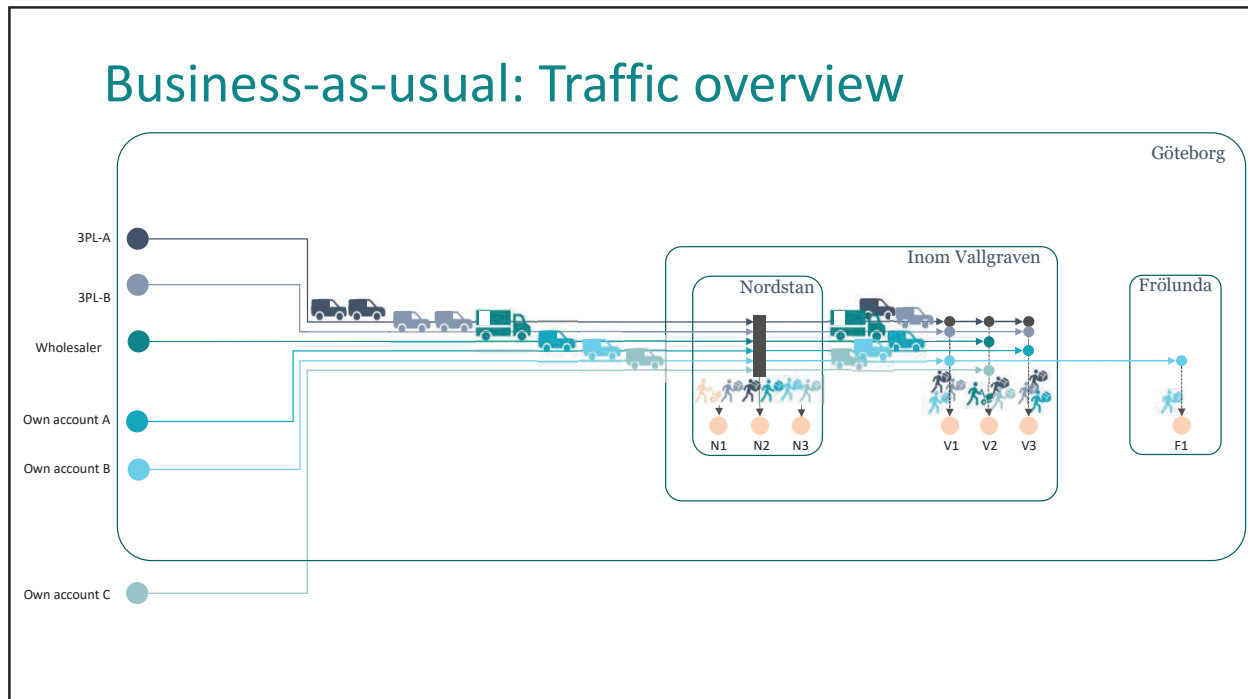 Business-as-usual: Traffic overview
Göteborg
3PL-A
Inom Vallgraven
Nordstan
Frölunda
3PL-B
Wholesaler
Own account A
N1 N2 N3 V1 V2 V3 F1
Own account B
Own account C